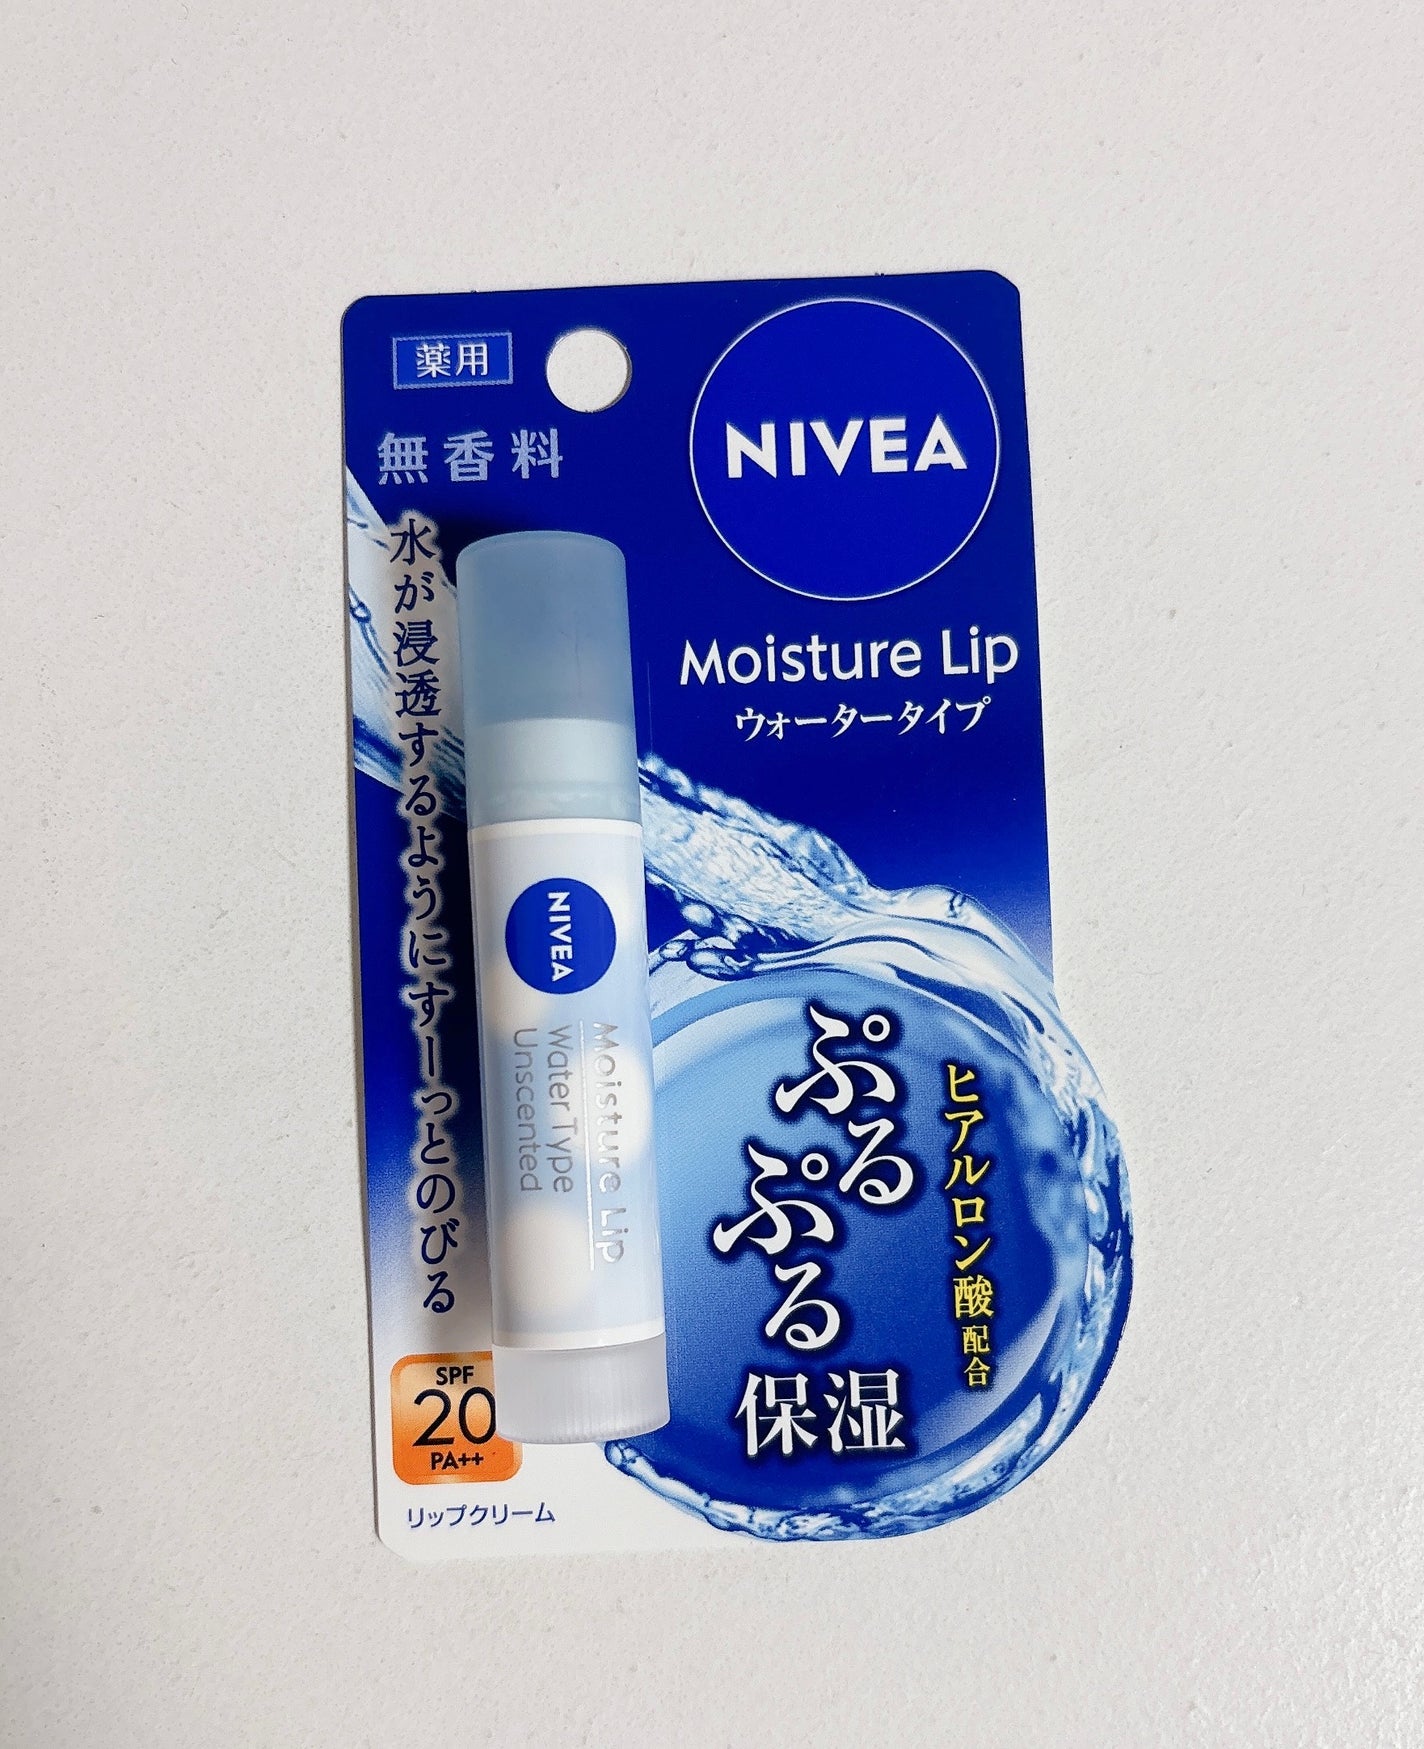 薬用
無香料
NIVEA
Moisture Lip
ウォータータイプ
水が浸透するようにすーっとのびる
NIVEA
Moisture Lip
Water Type
Unscented
ヒアルロン酸配合
ぷる
ぷる
保湿
SPF
20
PA++
リップクリーム